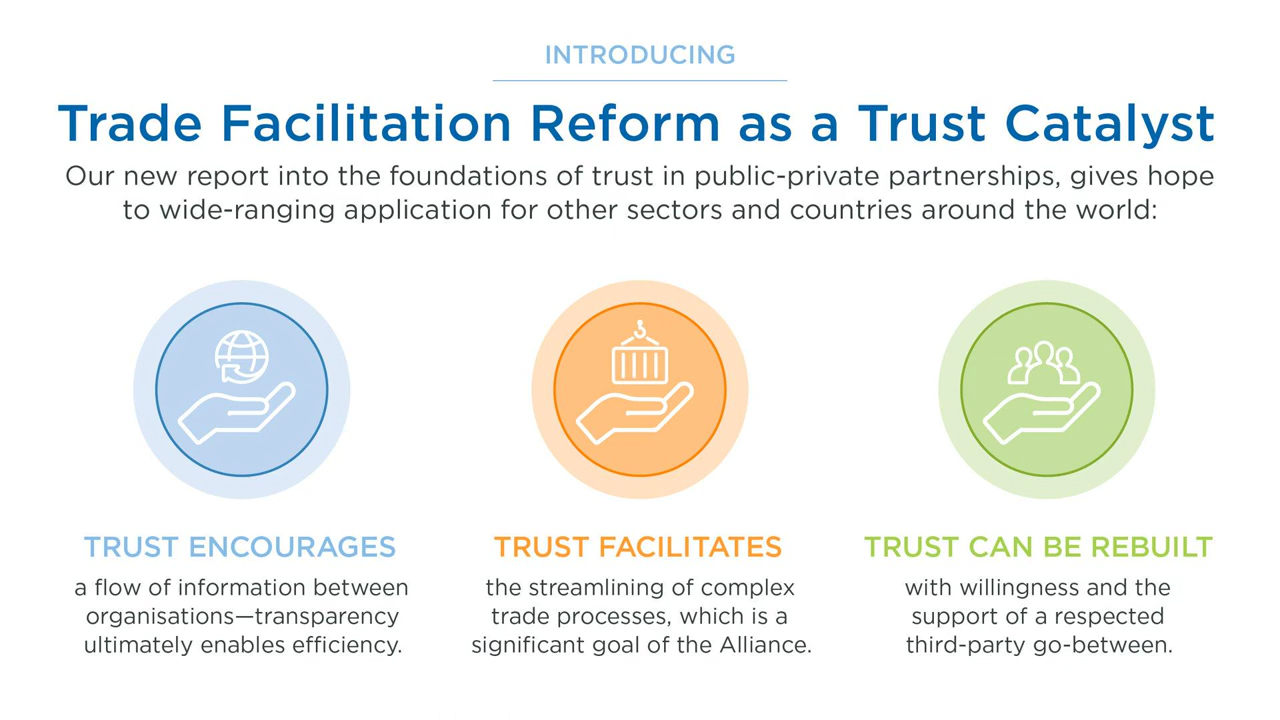 INTRODUCING
Trade Facilitation Reform as a Trust Catalyst
Our new report into the foundations of trust in public-private partnerships, gives hope
to wide-ranging application for other sectors and countries around the world:
TRUST ENCOURAGES
a flow of information between
organisations—transparency
ultimately enables efficiency.
TRUST FACILITATES
the streamlining of complex
trade processes, which is a
significant goal of the Alliance.
TRUST CAN BE REBUILT
with willingness and the
support of a respected
third-party go-between.